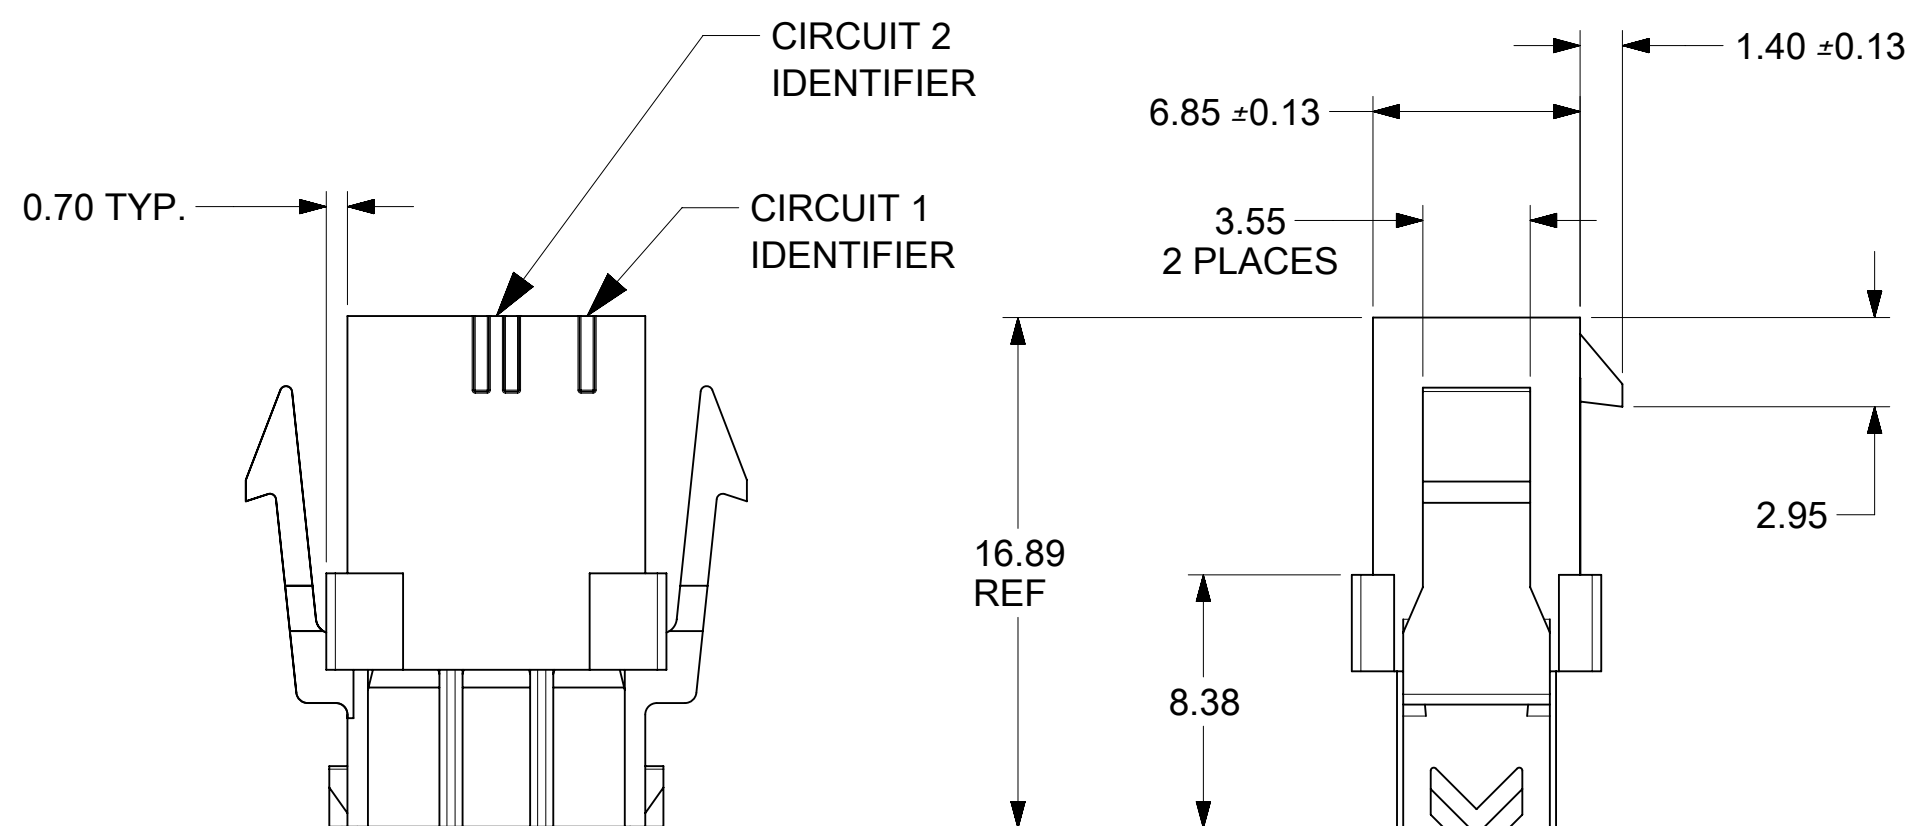 CIRCUIT 2
IDENTIFIER
1.40 ±0.13
6.85 ±0.13
0.70 TYP.
CIRCUIT 1
IDENTIFIER
3.55
2 PLACES
2.95
16.89
REF
8.38